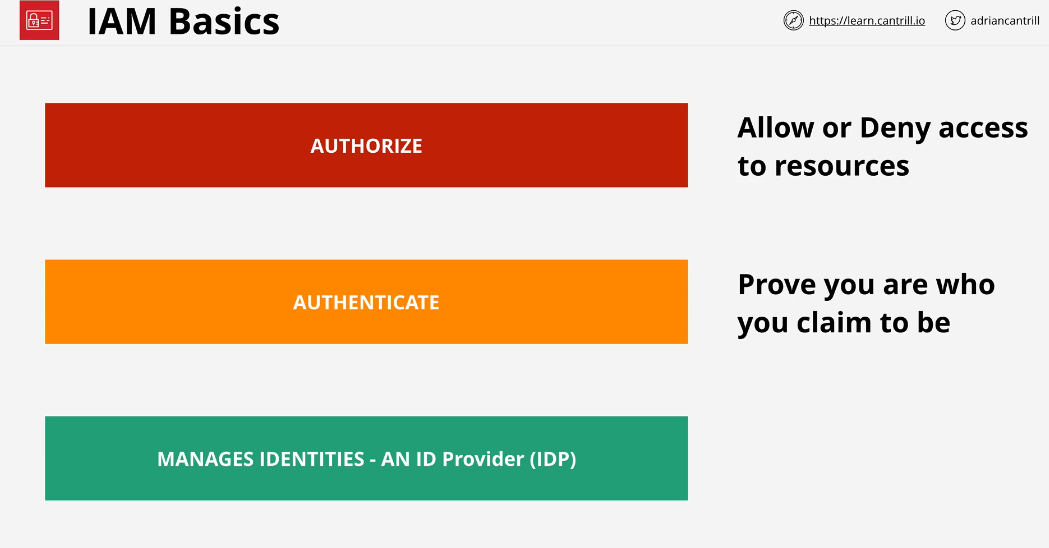 IAM Basics
https://learn.cantrill.io
adriancantrill
AUTHORIZE
Allow or Deny access
to resources
AUTHENTICATE
Prove you are who
you claim to be
MANAGES IDENTITIES - AN ID Provider (IDP)